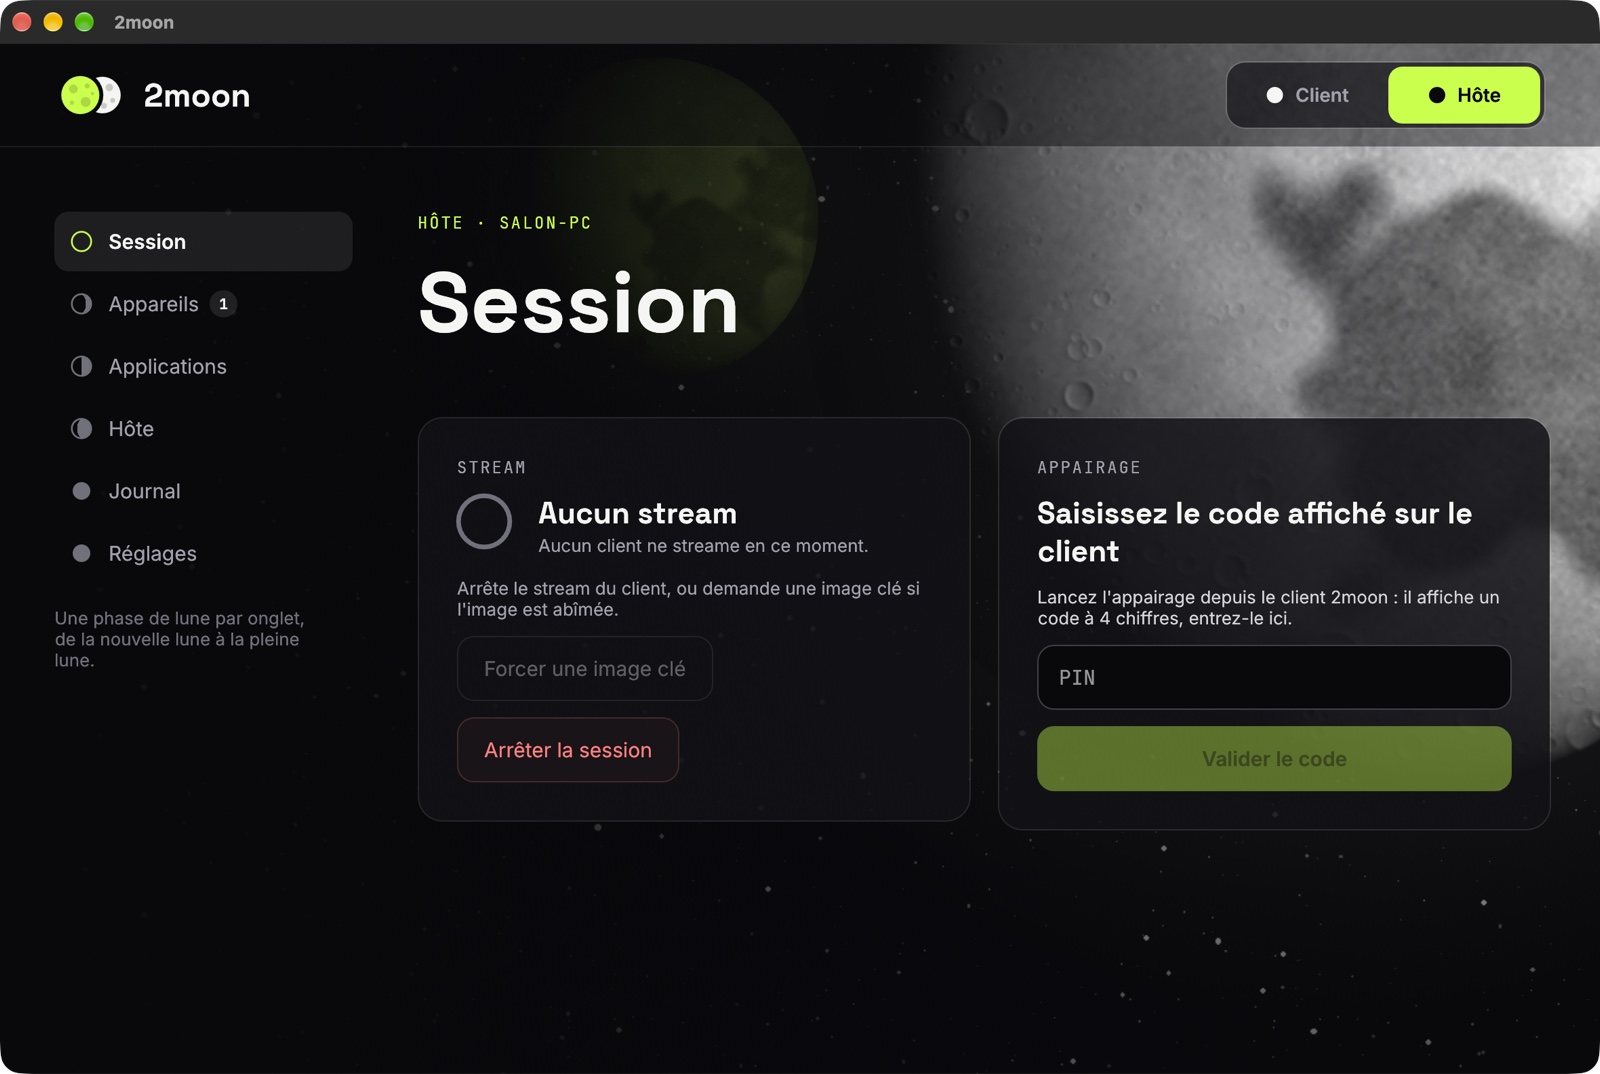 2moon
2moon
Client
Hôte
Session
Appareils 1
Applications
Hôte
Journal
Réglages
Une phase de lune par onglet,
de la nouvelle lune à la pleine
lune.
HÔTE · SALON-PC
Session
STREAM
Aucun stream
Aucun client ne streame en ce moment.
Arrête le stream du client, ou demande une image clé si
l'image est abîmée.
Forcer une image clé
Arrêter la session
APPAIRAGE
Saisissez le code affiché sur le
client
Lancez l'appairage depuis le client 2moon : il affiche un
code à 4 chiffres, entrez-le ici.
PIN
Valider le code